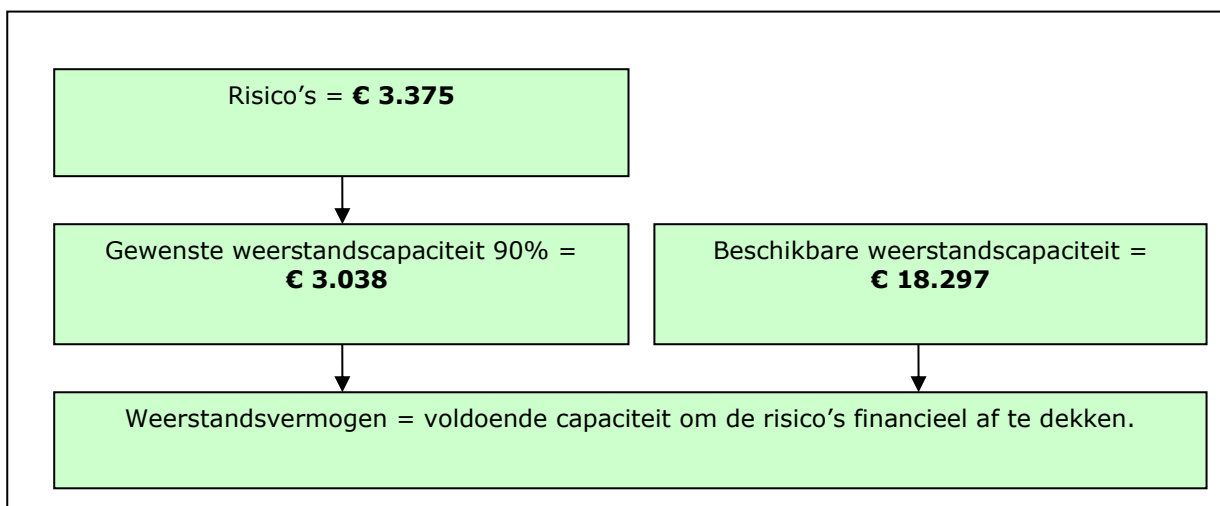 Risico’s = € 3.375
Gewenste weerstandscapaciteit 90% =
€ 3.038
Beschikbare weerstandscapaciteit =
€ 18.297
Weerstandsvermogen = voldoende capaciteit om de risico’s financieel af te dekken.